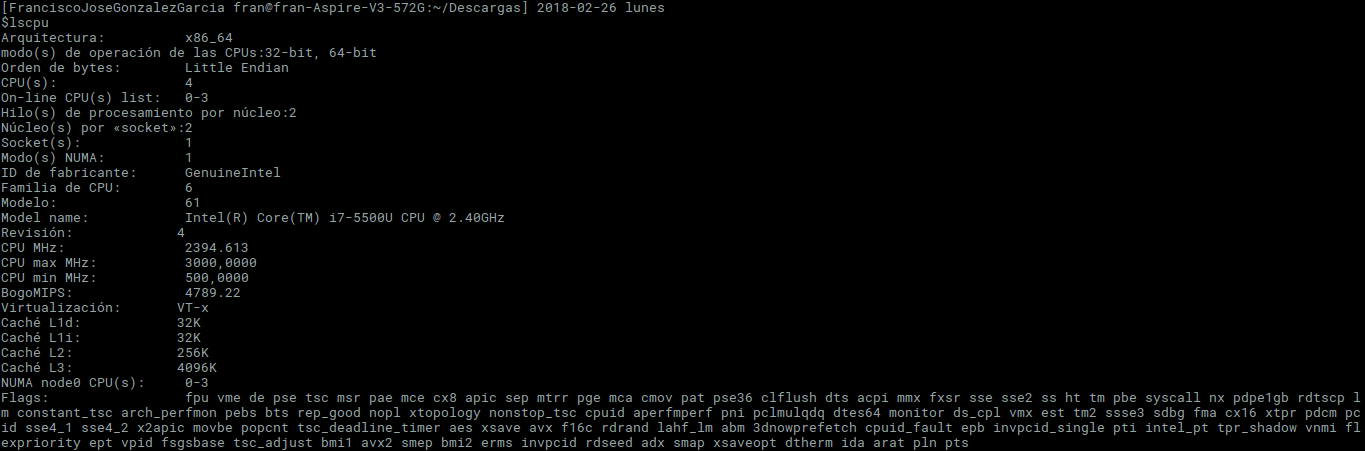 [FranciscoJoseGonzalezGarcia fran@fran-Aspire-V3-572G:~/Descargas] 2018-02-26 lunes
$lscpu
Arquitectura:          x86_64
modo(s) de operación de las CPUs:32-bit, 64-bit
Orden de bytes:        Little Endian
CPU(s):                4
On-line CPU(s) list:   0-3
Hilo(s) de procesamiento por núcleo:2
Núcleo(s) por «socket»:2
Socket(s):             1
Modo(s) NUMA:          1
ID de fabricante:      GenuineIntel
Familia de CPU:        6
Modelo:                61
Model name:            Intel(R) Core(TM) i7-5500U CPU @ 2.40GHz
Revisión:             4
CPU MHz:               2394.613
CPU max MHz:           3000,0000
CPU min MHz:           500,0000
BogoMIPS:              4789.22
Virtualización:       VT-x
Caché L1d:            32K
Caché L1i:            32K
Caché L2:             256K
Caché L3:             4096K
NUMA node0 CPU(s):     0-3
Flags:                 fpu vme de pse tsc msr pae mce cx8 apic sep mtrr pge mca cmov pat pse36 clflush dts acpi mmx fxsr sse sse2 ss ht tm pbe syscall nx pdpe1gb rdtscp l
m constant_tsc arch_perfmon pebs bts rep_good nopl xtopology nonstop_tsc cpuid aperfmperf pni pclmulqdq dtes64 monitor ds_cpl vmx est tm2 ssse3 sdbg fma cx16 xtpr pdcm pc
id sse4_1 sse4_2 x2apic movbe popcnt tsc_deadline_timer aes xsave avx f16c rdrand lahf_lm abm 3dnowprefetch cpuid_fault epb invpcid_single pti intel_pt tpr_shadow vnmi fl
expriority ept vpid fsgsbase tsc_adjust bmi1 avx2 smep bmi2 erms invpcid rdseed adx smap xsaveopt dtherm ida arat pln pts